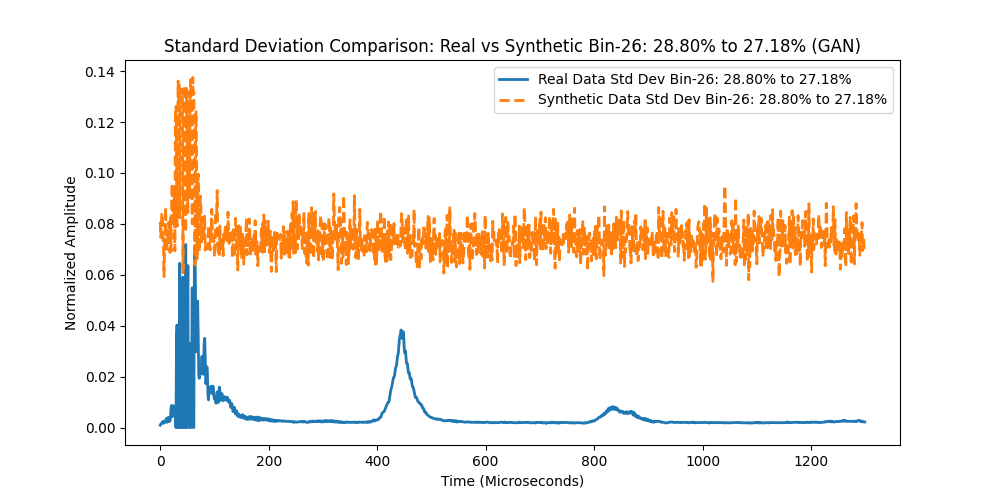 Standard Deviation Comparison: Real vs Synthetic Bin-26: 28.80% to 27.18% (GAN)
Real Data Std Dev Bin-26: 28.80% to 27.18%
Synthetic Data Std Dev Bin-26: 28.80% to 27.18%
Normalized Amplitude
0.14
0.12
0.10
0.08
0.06
0.04
0.02
0.00
0 200 400 600 800 1000 1200
Time (Microseconds)